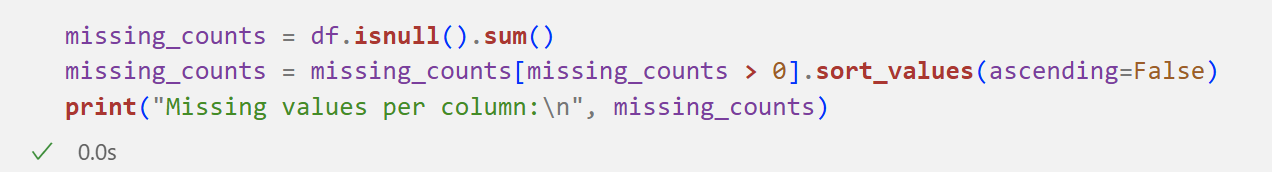 missing_counts = df.isnull().sum()
missing_counts = missing_counts[missing_counts > 0].sort_values(ascending=False)
print("Missing values per column:\n", missing_counts)
0.0s